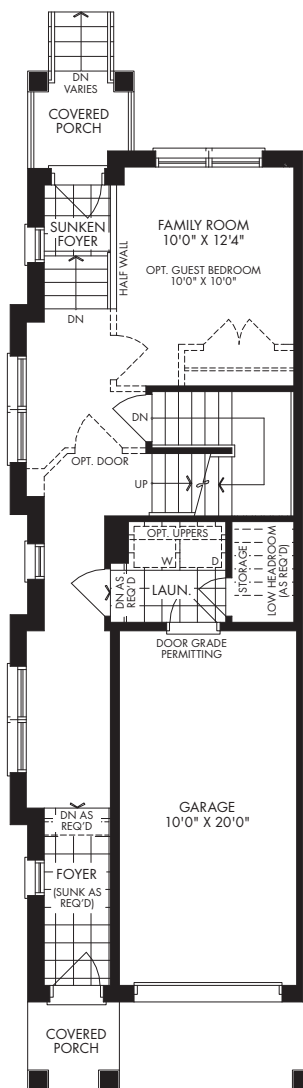 DN
VARIES
COVERED
PORCH
SUNKEN
FOYER
HALF WALL
FAMILY ROOM
10'0" X 12'4"
OPT. GUEST BEDROOM
10'0" X 10'0"
DN
DN
OPT. DOOR
UP
OPT. UPPERS
W
D
DN AS
REQ'D
LAUN.
STORAGE
LOW HEADROOM
(AS REQ'D)
DOOR GRADE
PERMITTING
GARAGE
10'0" X 20'0"
DN AS
REQ'D
FOYER
(SUNK AS
REQ'D)
COVERED
PORCH